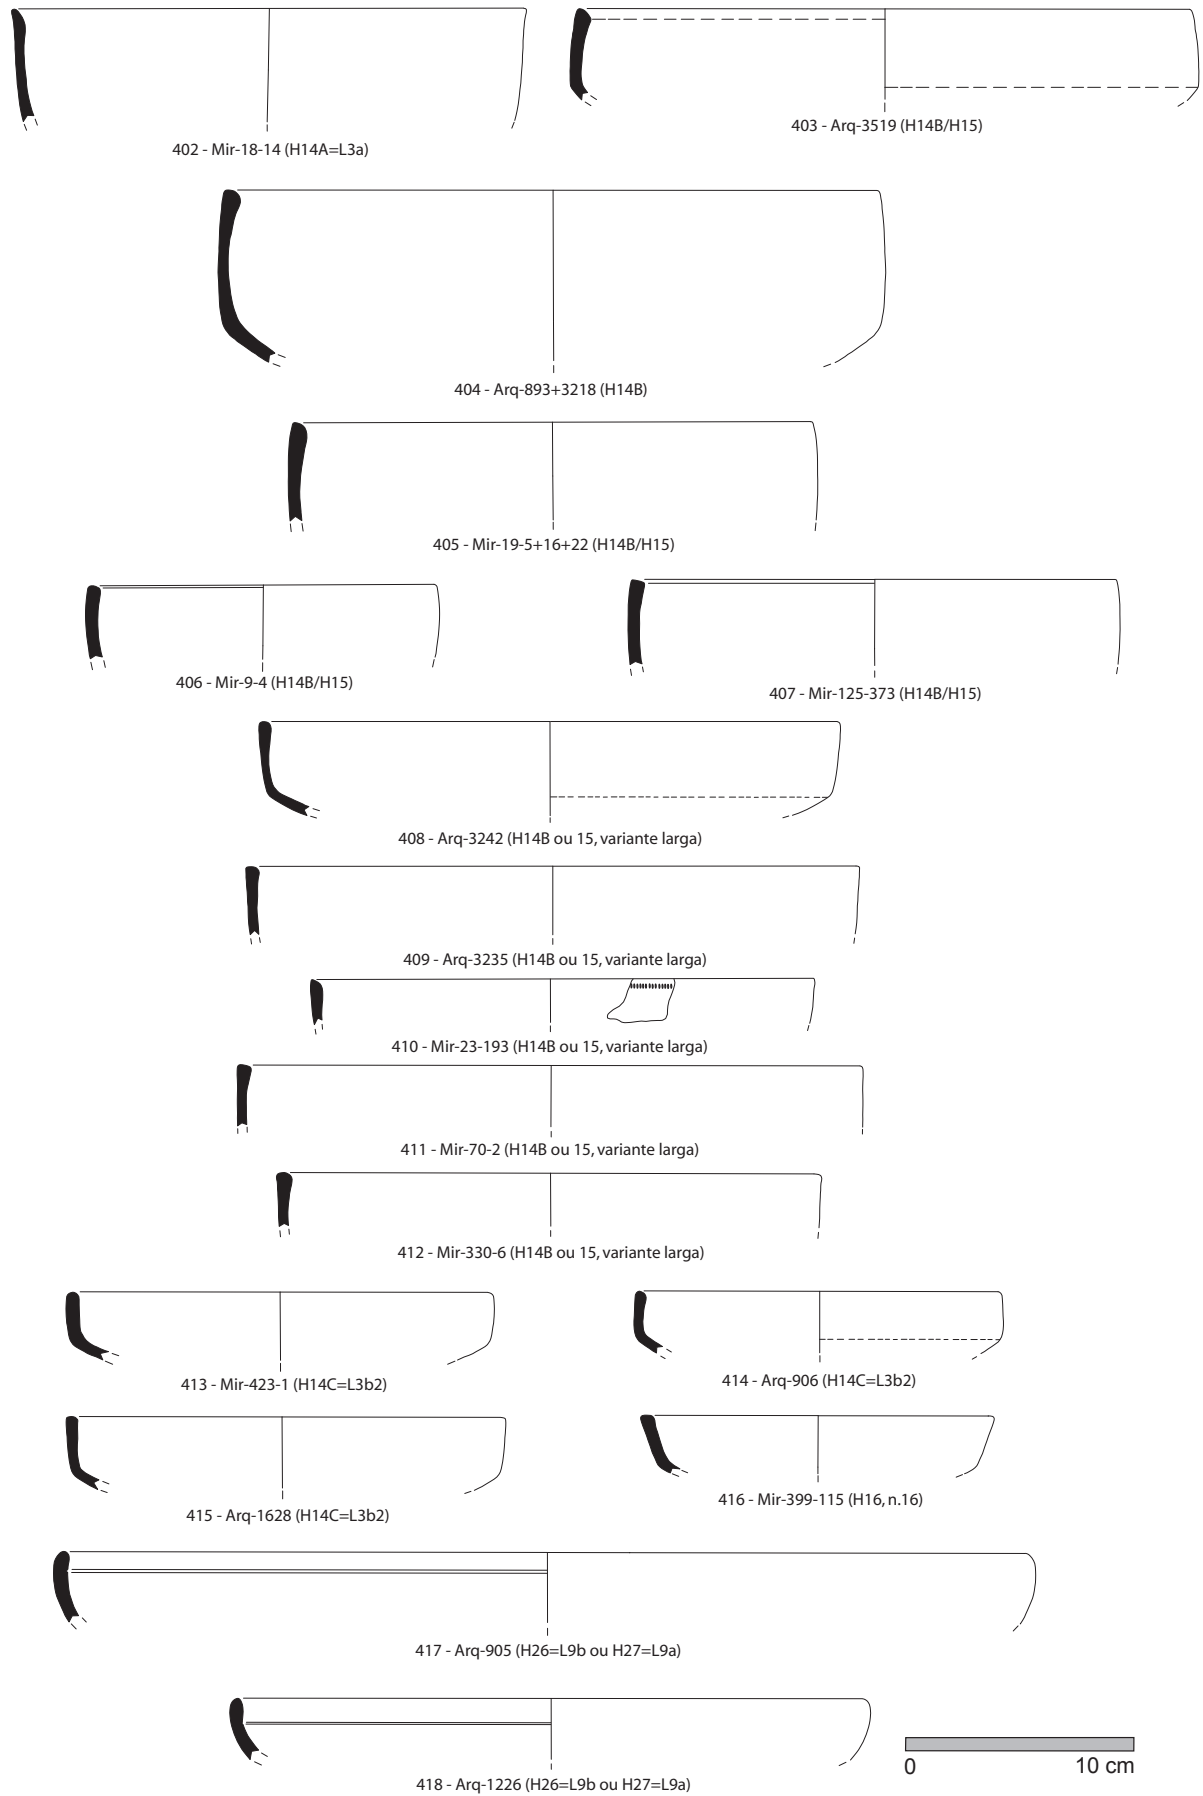 402 - Mir-18-14 (H14A=L3a)
403 - Arq-3519 (H14B/H15)
404 - Arq-893+3218 (H14B)
405 - Mir-19-5+16+22 (H14B/H15)
406 - Mir-9-4 (H14B/H15)
407 - Mir-125-373 (H14B/H15)
408 - Arq-3242 (H14B ou 15, variante larga)
409 - Arq-3235 (H14B ou 15, variante larga)
410 - Mir-23-193 (H14B ou 15, variante larga)
411 - Mir-70-2 (H14B ou 15, variante larga)
412 - Mir-330-6 (H14B ou 15, variante larga)
413 - Mir-423-1 (H14C=L3b2)
414 - Arq-906 (H14C=L3b2)
415 - Arq-1628 (H14C=L3b2)
416 - Mir-399-115 (H16, n.16)
417 - Arq-905 (H26=L9b ou H27=L9a)
418 - Arq-1226 (H26=L9b ou H27=L9a)
0 10 cm